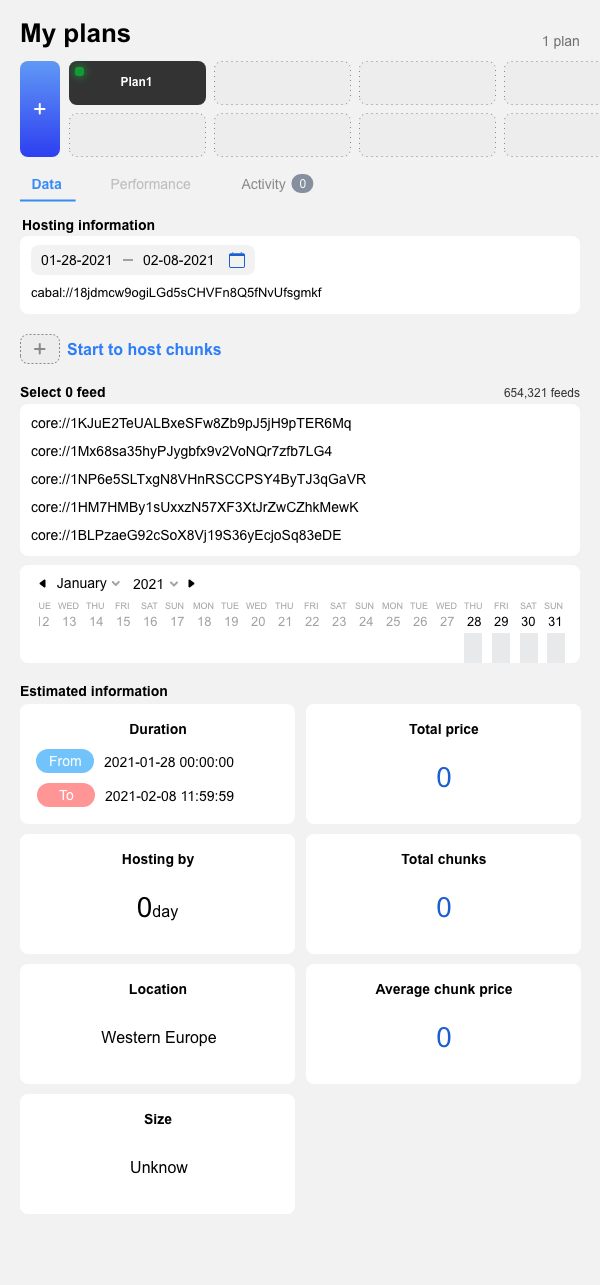 My plans
1 plan
+
Plan1
Data
Performance
Activity 0
Hosting information
01-28-2021 — 02-08-2021
cabal://18jdmcw9ogiLGd5sCHVFn8Q5fNvUfsgmkf
+ Start to host chunks
Select 0 feed
654,321 feeds
core://1KJuE2TeUALBxeSFw8Zb9pJ5jH9pTER6Mq
core://1Mx68sa35hyPJygbfx9v2VoNQr7zfb7LG4
core://1NP6e5SLTxgN8VHnRSCCPSY4ByTJ3qGaVR
core://1HM7HMBy1sUxxzN57XF3XtJrZwCZhkMewK
core://1BLPzaeG92cSoX8Vj19S36yEcjoSq83eDE
January 2021
UE WED THU FRI SAT SUN MON TUE WED THU FRI SAT SUN MON TUE WED THU FRI SAT SUN
12 13 14 15 16 17 18 19 20 21 22 23 24 25 26 27 28 29 30 31
Estimated information
Duration
From 2021-01-28 00:00:00
To 2021-02-08 11:59:59
Total price
0
Hosting by
0day
Total chunks
0
Location
Western Europe
Average chunk price
0
Size
Unknow